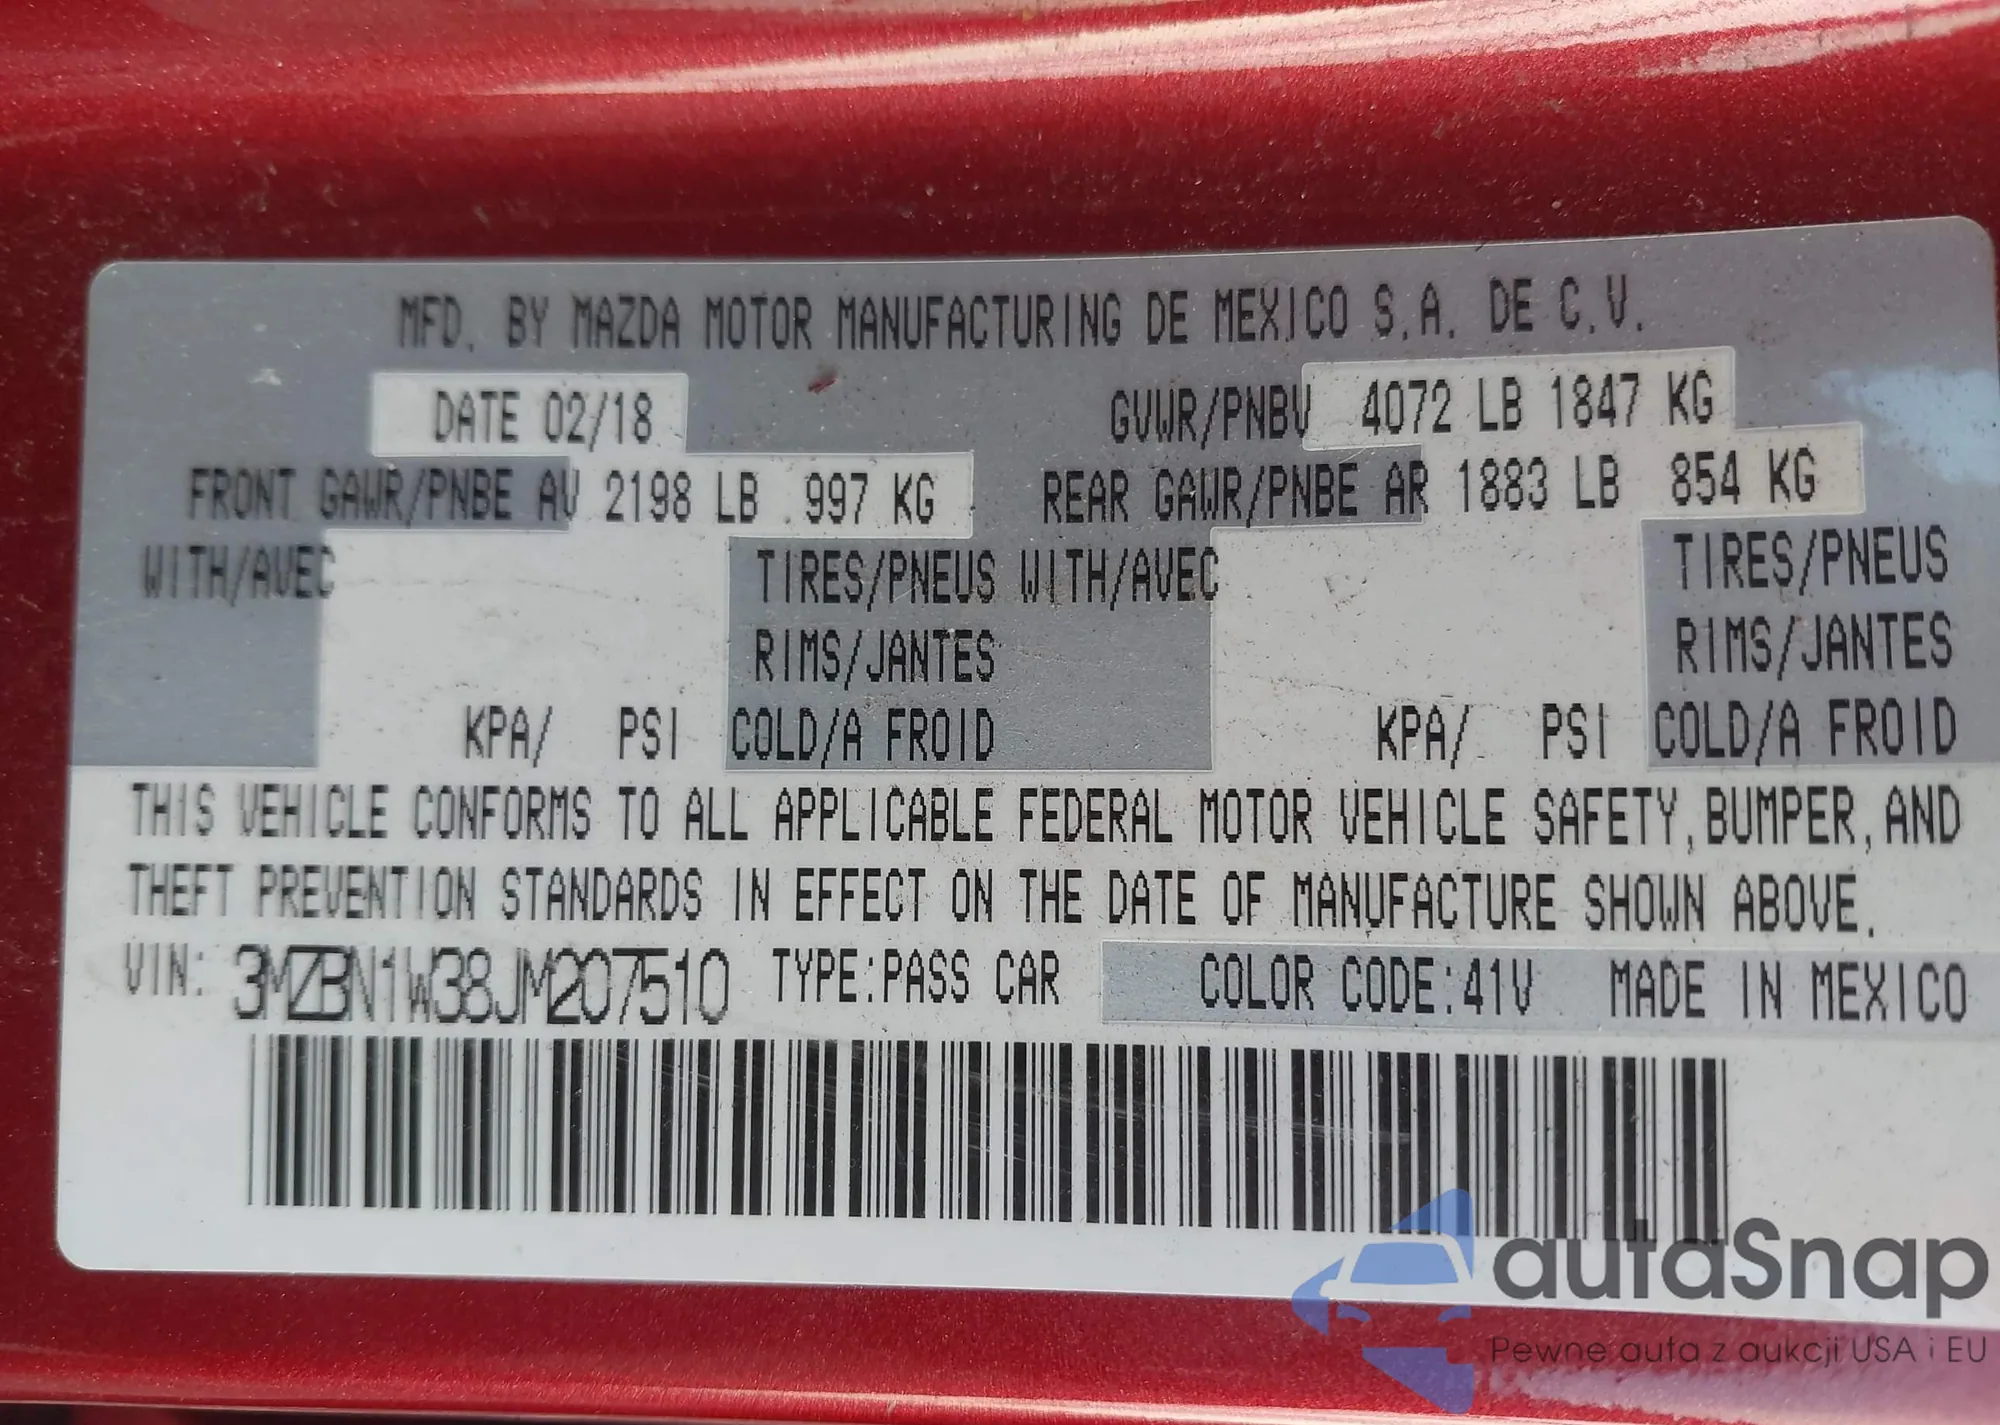 MFD. BY MAZDA MOTOR MANUFACTURING DE MEXICO S.A. DE C.V.
DATE 02/18 GVWR/PNBV 4072 LB 1847 KG
FRONT GAWR/PNBE AV 2198 LB 997 KG REAR GAWR/PNBE AR 1883 LB 854 KG
WITH/AVEC TIRES/PNEUS WITH/AVEC TIRES/PNEUS
RIMS/JANTES RIMS/JANTES
KPA/ PSI COLD/A FROID KPA/ PSI COLD/A FROID
THIS VEHICLE CONFORMS TO ALL APPLICABLE FEDERAL MOTOR VEHICLE SAFETY, BUMPER, AND
THEFT PREVENTION STANDARDS IN EFFECT ON THE DATE OF MANUFACTURE SHOWN ABOVE.
VIN: 3MZBN1W38JM207510 TYPE: PASS CAR COLOR CODE: 41V MADE IN MEXICO
autaSnap
Pewne auta z aukcji USA i EU